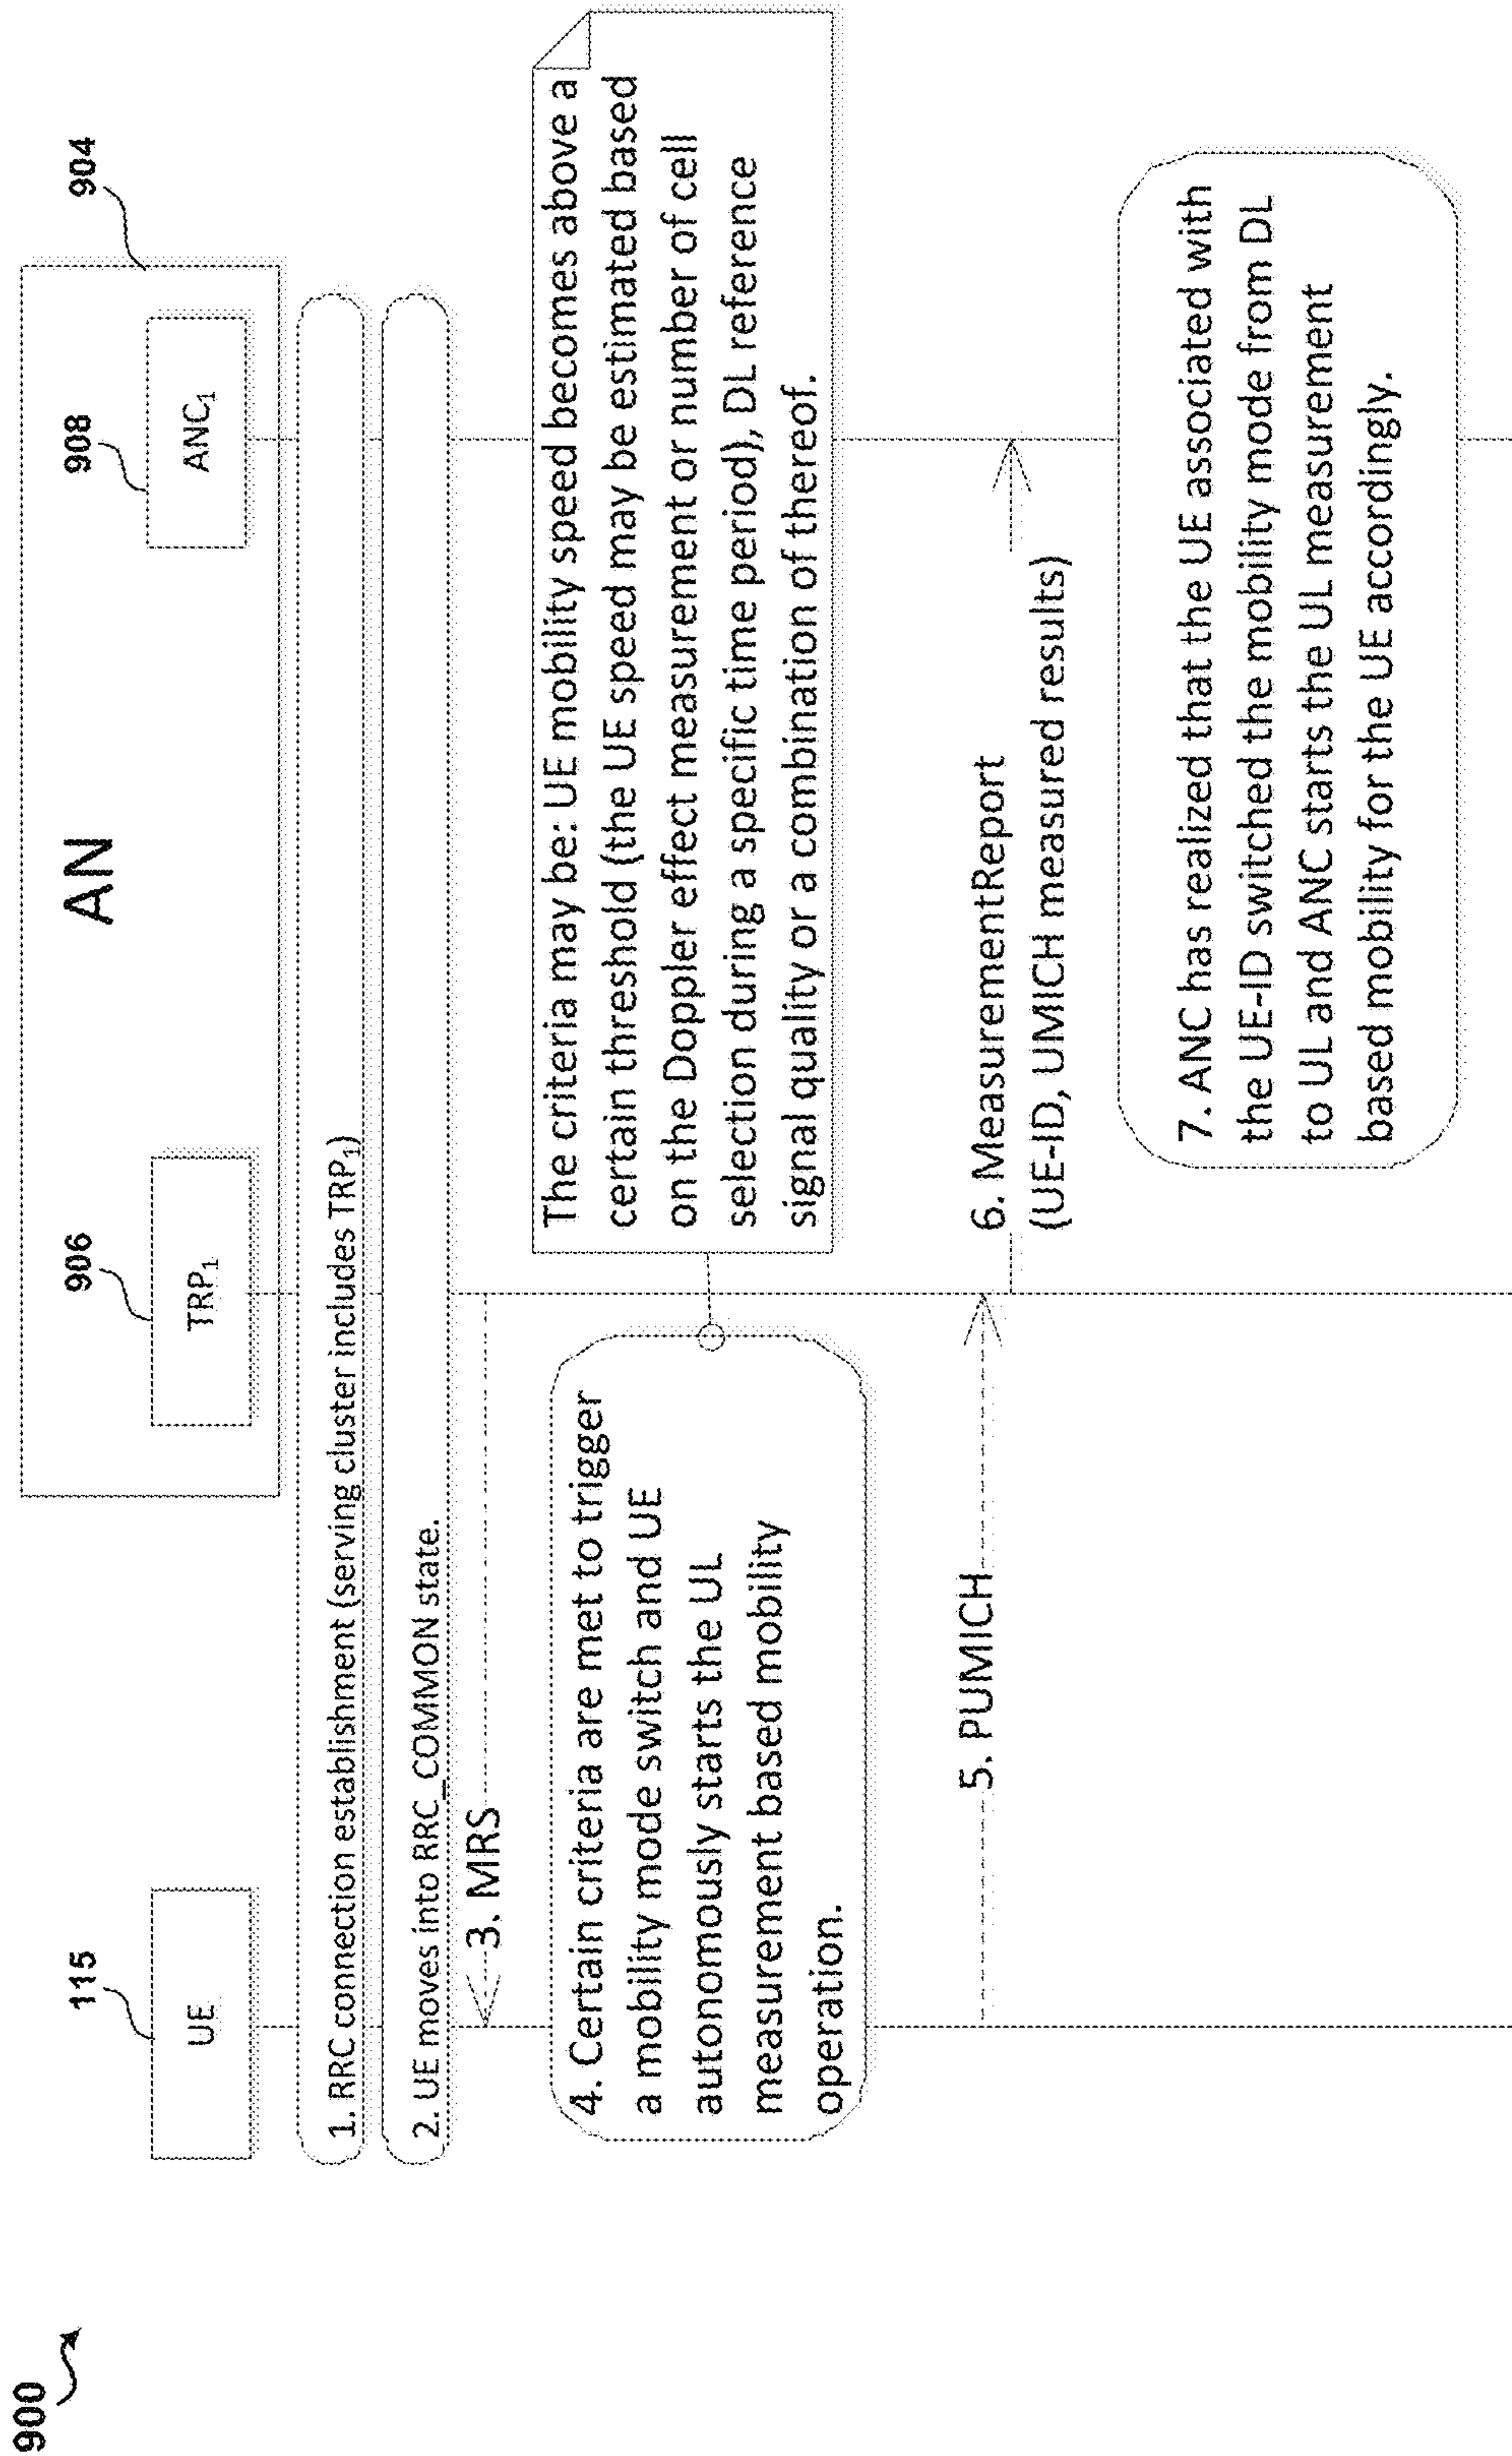 900
904
AN
115
906
908
UE
TRP1
ANC1
1. RRC connection establishment (serving cluster includes TRP1)
2. UE moves into RRC_COMMON state.
3. MRS
4. Certain criteria are met to trigger
a mobility mode switch and UE
autonomously starts the UL
measurement based mobility
operation.
The criteria may be: UE mobility speed becomes above a
certain threshold (the UE speed may be estimated based
on the Doppler effect measurement or number of cell
selection during a specific time period), DL reference
signal quality or a combination of thereof.
5. PUMICH
6. MeasurementReport
(UE-ID, UMICH measured results)
7. ANC has realized that the UE associated with
the UE-ID switched the mobility mode from DL
to UL and ANC starts the UL measurement
based mobility for the UE accordingly.